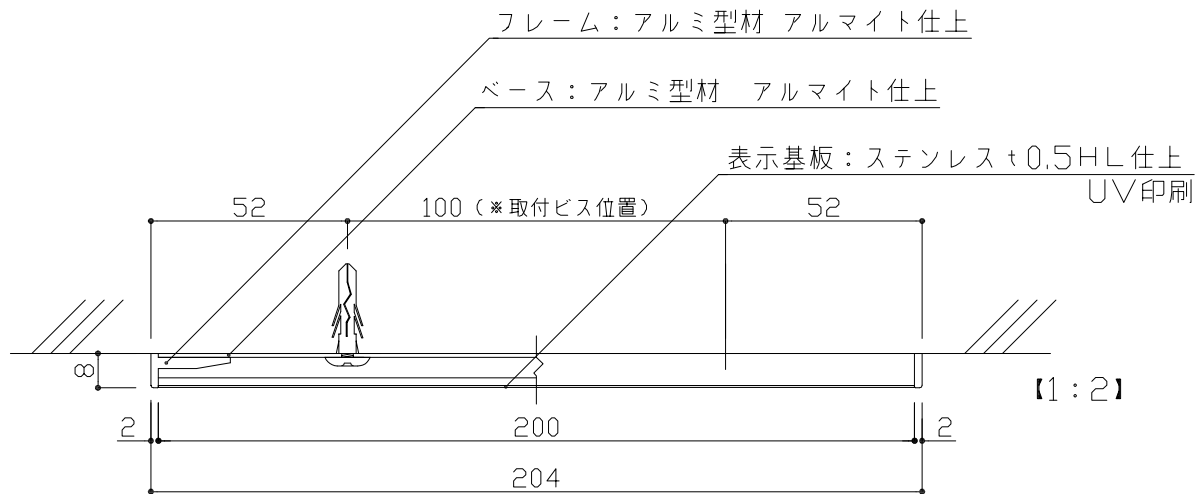 フレーム：アルミ型材 アルマイト仕上
ベース：アルミ型材　アルマイト仕上
表示基板：ステンレスｔ0.5ＨＬ仕上
ＵＶ印刷
52　100（※取付ビス位置）　52
8
【1：2】
2　200　2
204